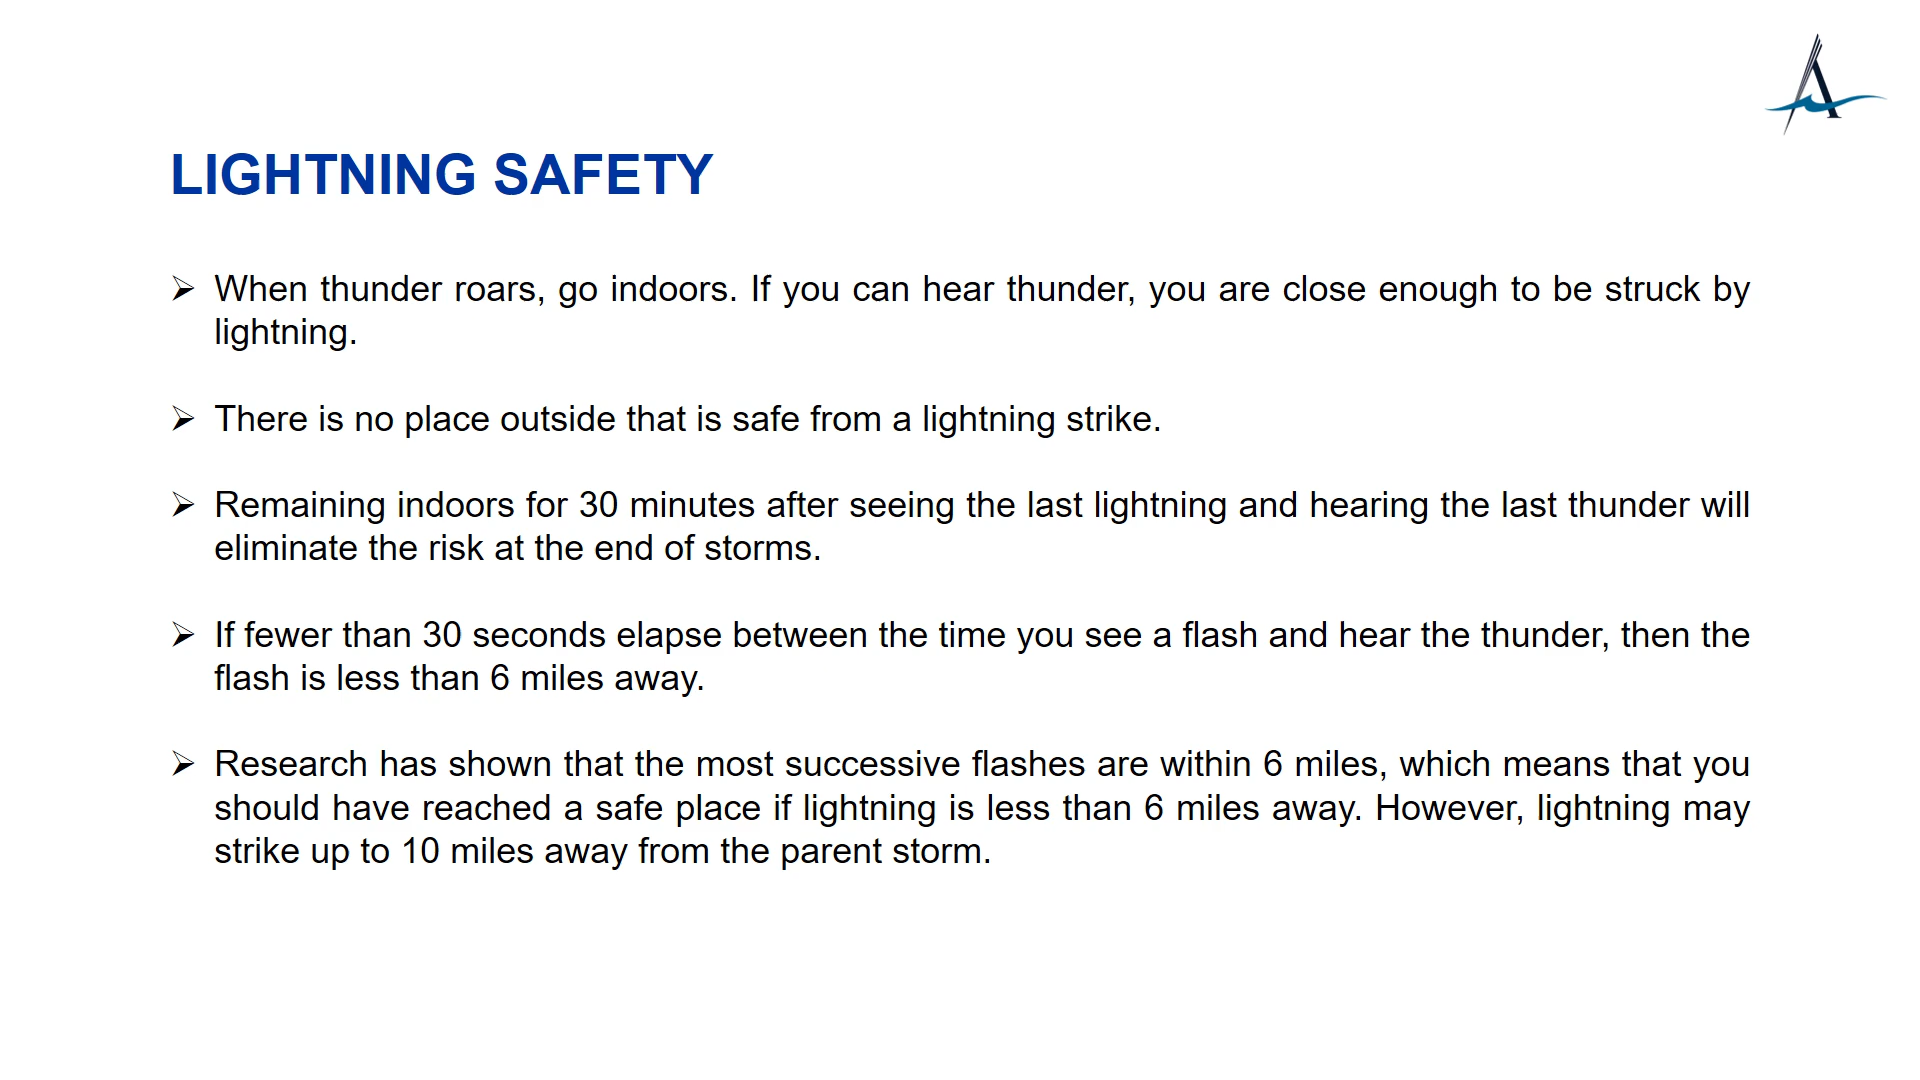 LIGHTNING SAFETY
➢ When thunder roars, go indoors. If you can hear thunder, you are close enough to be struck by
lightning.
➢ There is no place outside that is safe from a lightning strike.
➢ Remaining indoors for 30 minutes after seeing the last lightning and hearing the last thunder will
eliminate the risk at the end of storms.
➢ If fewer than 30 seconds elapse between the time you see a flash and hear the thunder, then the
flash is less than 6 miles away.
➢ Research has shown that the most successive flashes are within 6 miles, which means that you
should have reached a safe place if lightning is less than 6 miles away. However, lightning may
strike up to 10 miles away from the parent storm.